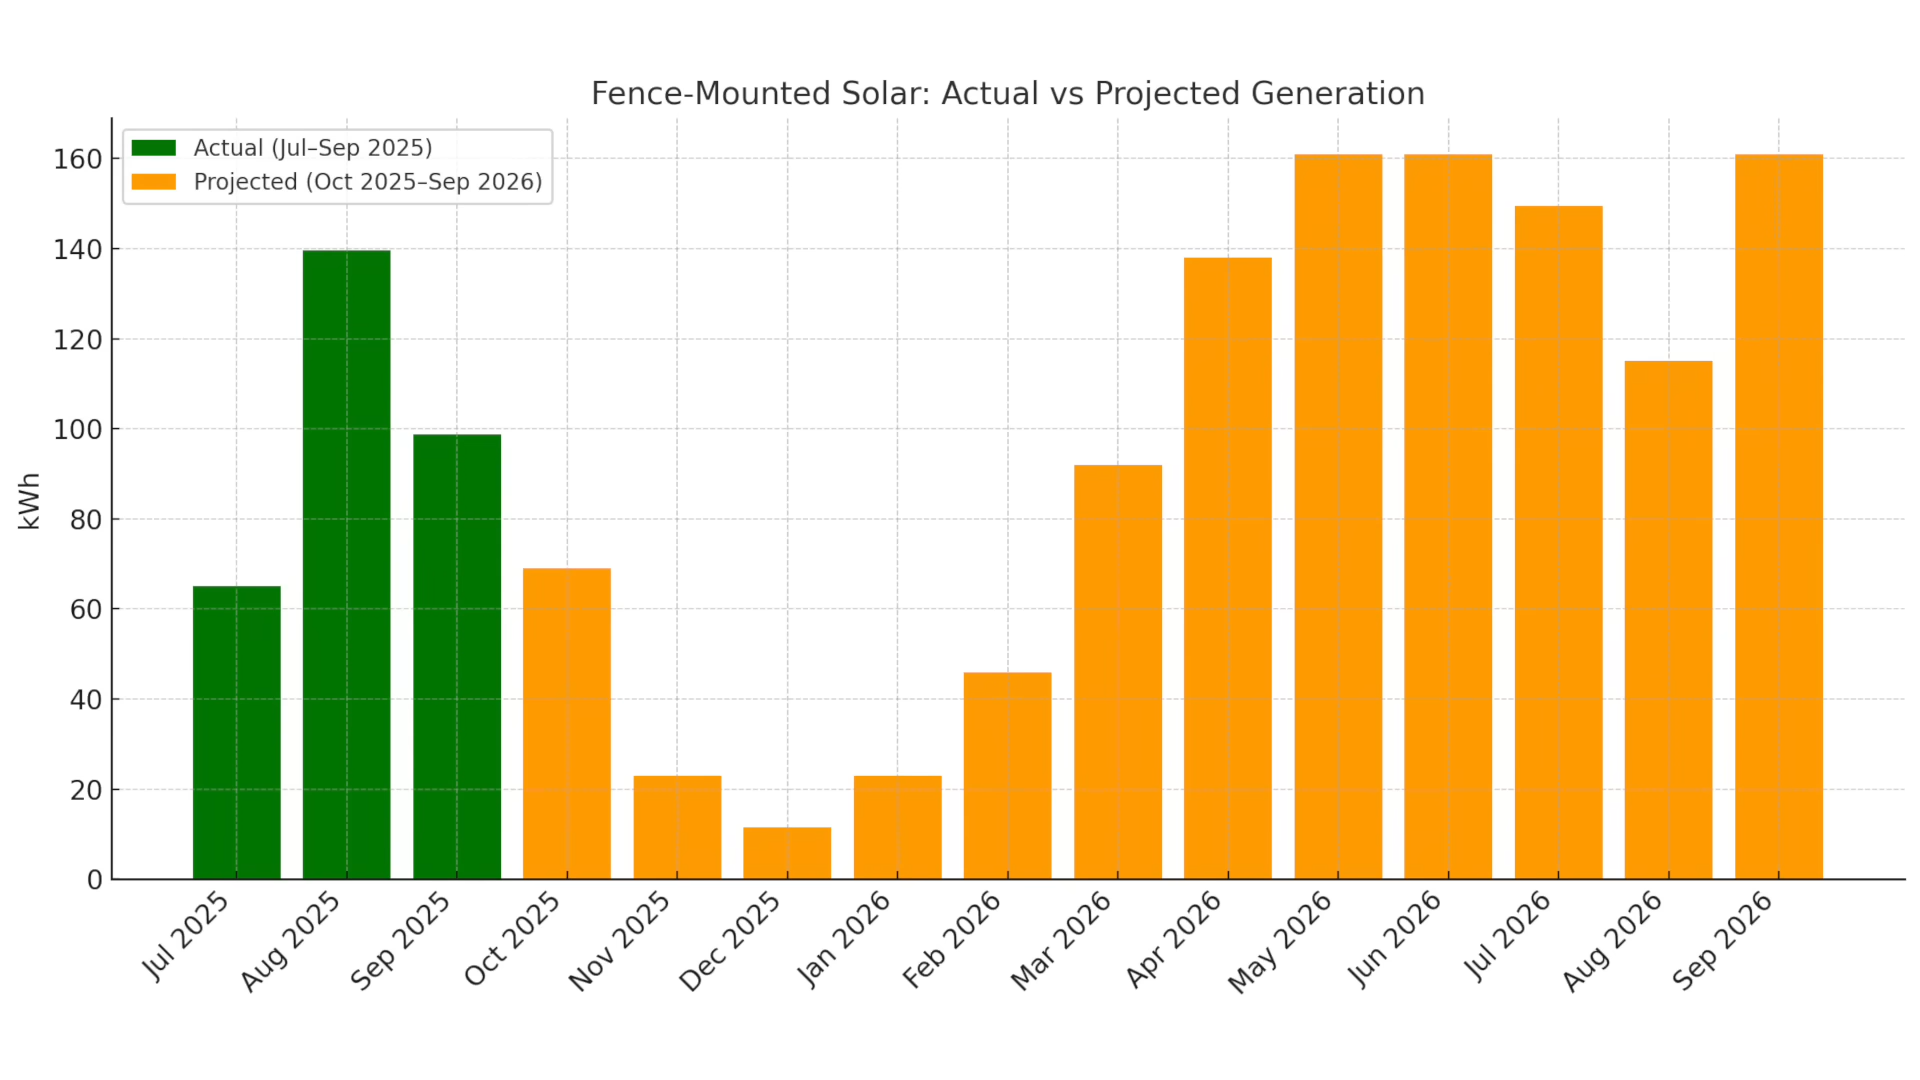 Fence-Mounted Solar: Actual vs Projected Generation
Actual (Jul–Sep 2025)
Projected (Oct 2025–Sep 2026)
kWh
160
140
120
100
80
60
40
20
0
Jul 2025
Aug 2025
Sep 2025
Oct 2025
Nov 2025
Dec 2025
Jan 2026
Feb 2026
Mar 2026
Apr 2026
May 2026
Jun 2026
Jul 2026
Aug 2026
Sep 2026